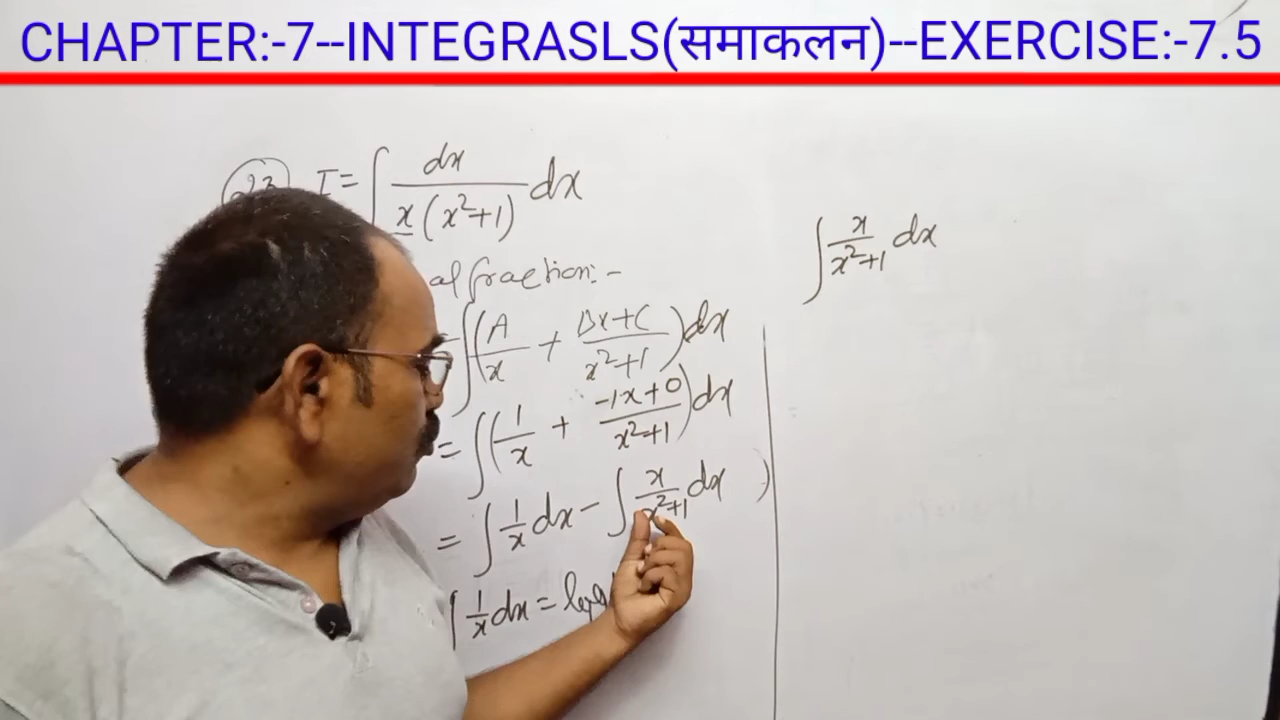 CHAPTER:-7--INTEGRASLS(समाकलन)--EXERCISE:-7.5
I = ∫ dx / x(x²+1) dx
al fraction:-
= ∫(A/x + Bx+C / x²+1)dx
= ∫(1/x + -1x+0 / x²+1)dx
= ∫ 1/x dx - ∫ x/x²+1 dx )
∫ 1/x dx = log
∫ x/x²+1 dx